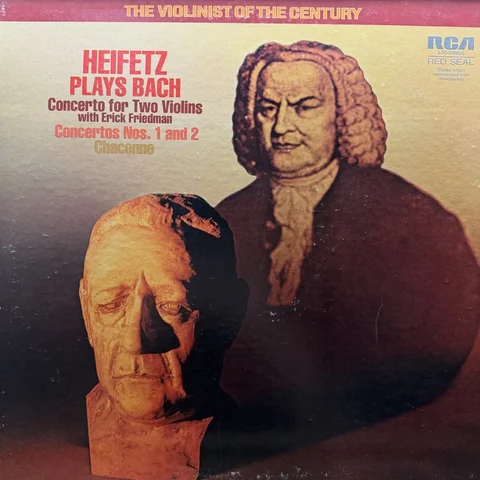 THE VIOLINIST OF THE CENTURY
RCA
RED SEAL
HEIFETZ
PLAYS BACH
Concerto for Two Violins
with Erick Friedman
Concertos Nos. 1 and 2
Chaconne